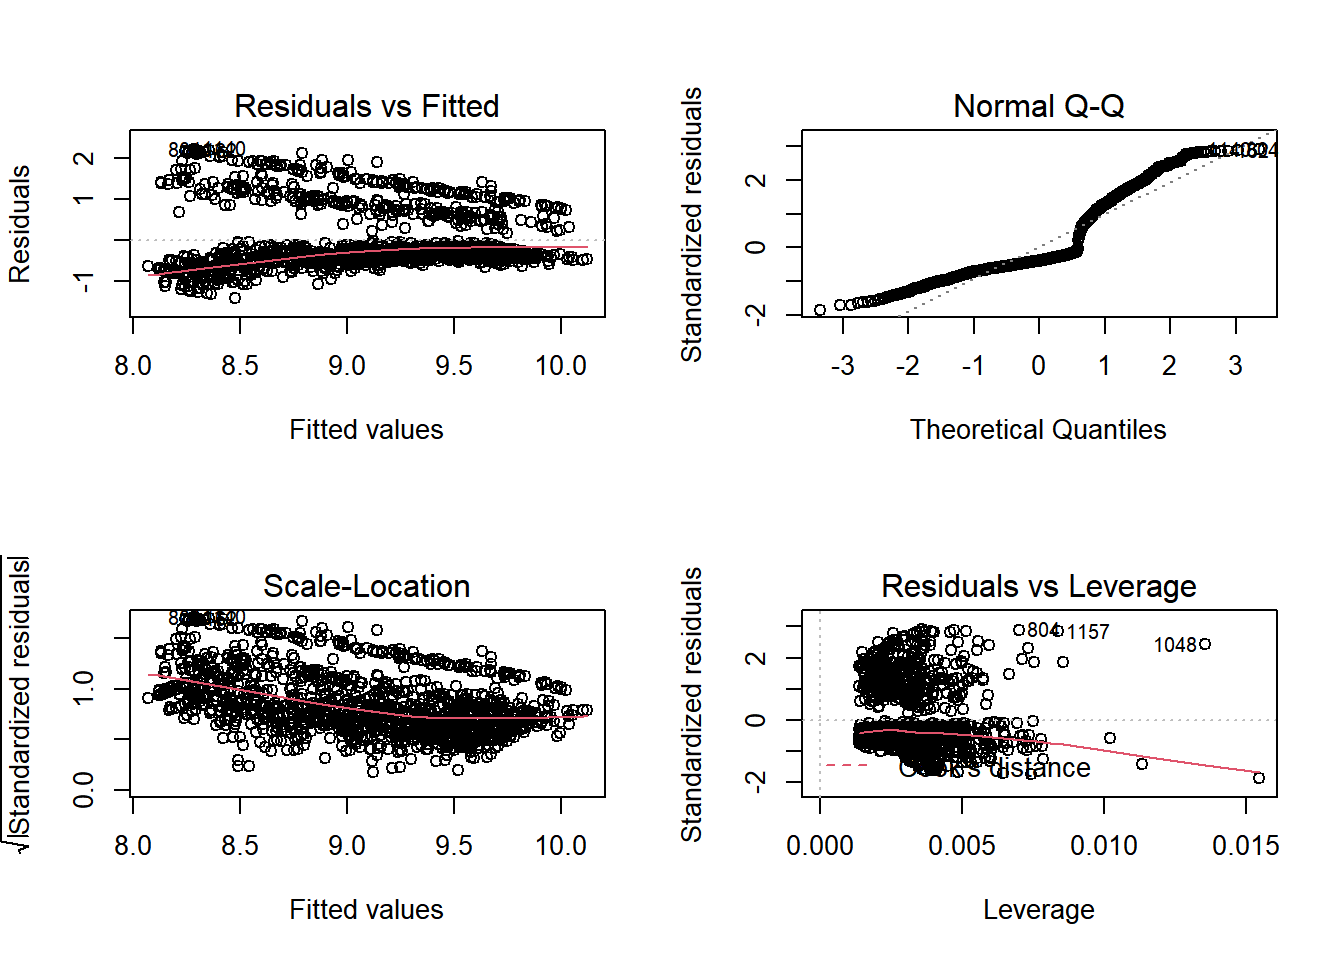 Residuals vs Fitted
Residuals
2
1
-1
8.0 8.5 9.0 9.5 10.0
Fitted values
Normal Q-Q
Standardized residuals
2
0
-2
-3 -2 -1 0 1 2 3
Theoretical Quantiles
Scale-Location
√|Standardized residuals|
1.0
0.0
8.0 8.5 9.0 9.5 10.0
Fitted values
Residuals vs Leverage
Standardized residuals
2
0
-2
804 1157
1048
Cook's distance
0.000 0.005 0.010 0.015
Leverage